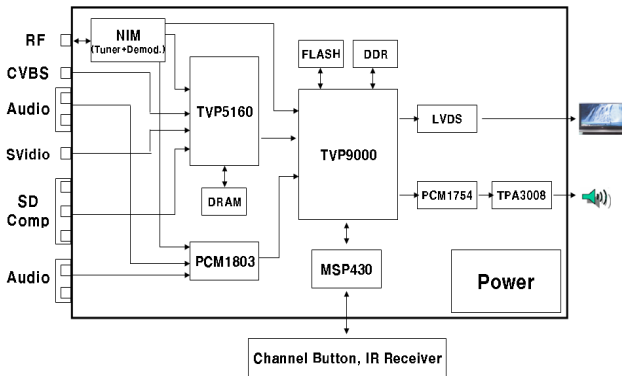 RF
NIM
(Tuner+Demod.)
CVBS
Audio
SVidio
SD
Comp
Audio
TVP5160
DRAM
PCM1803
FLASH
DDR
TVP9000
LVDS
PCM1754
TPA3008
MSP430
Power
Channel Button, IR Receiver